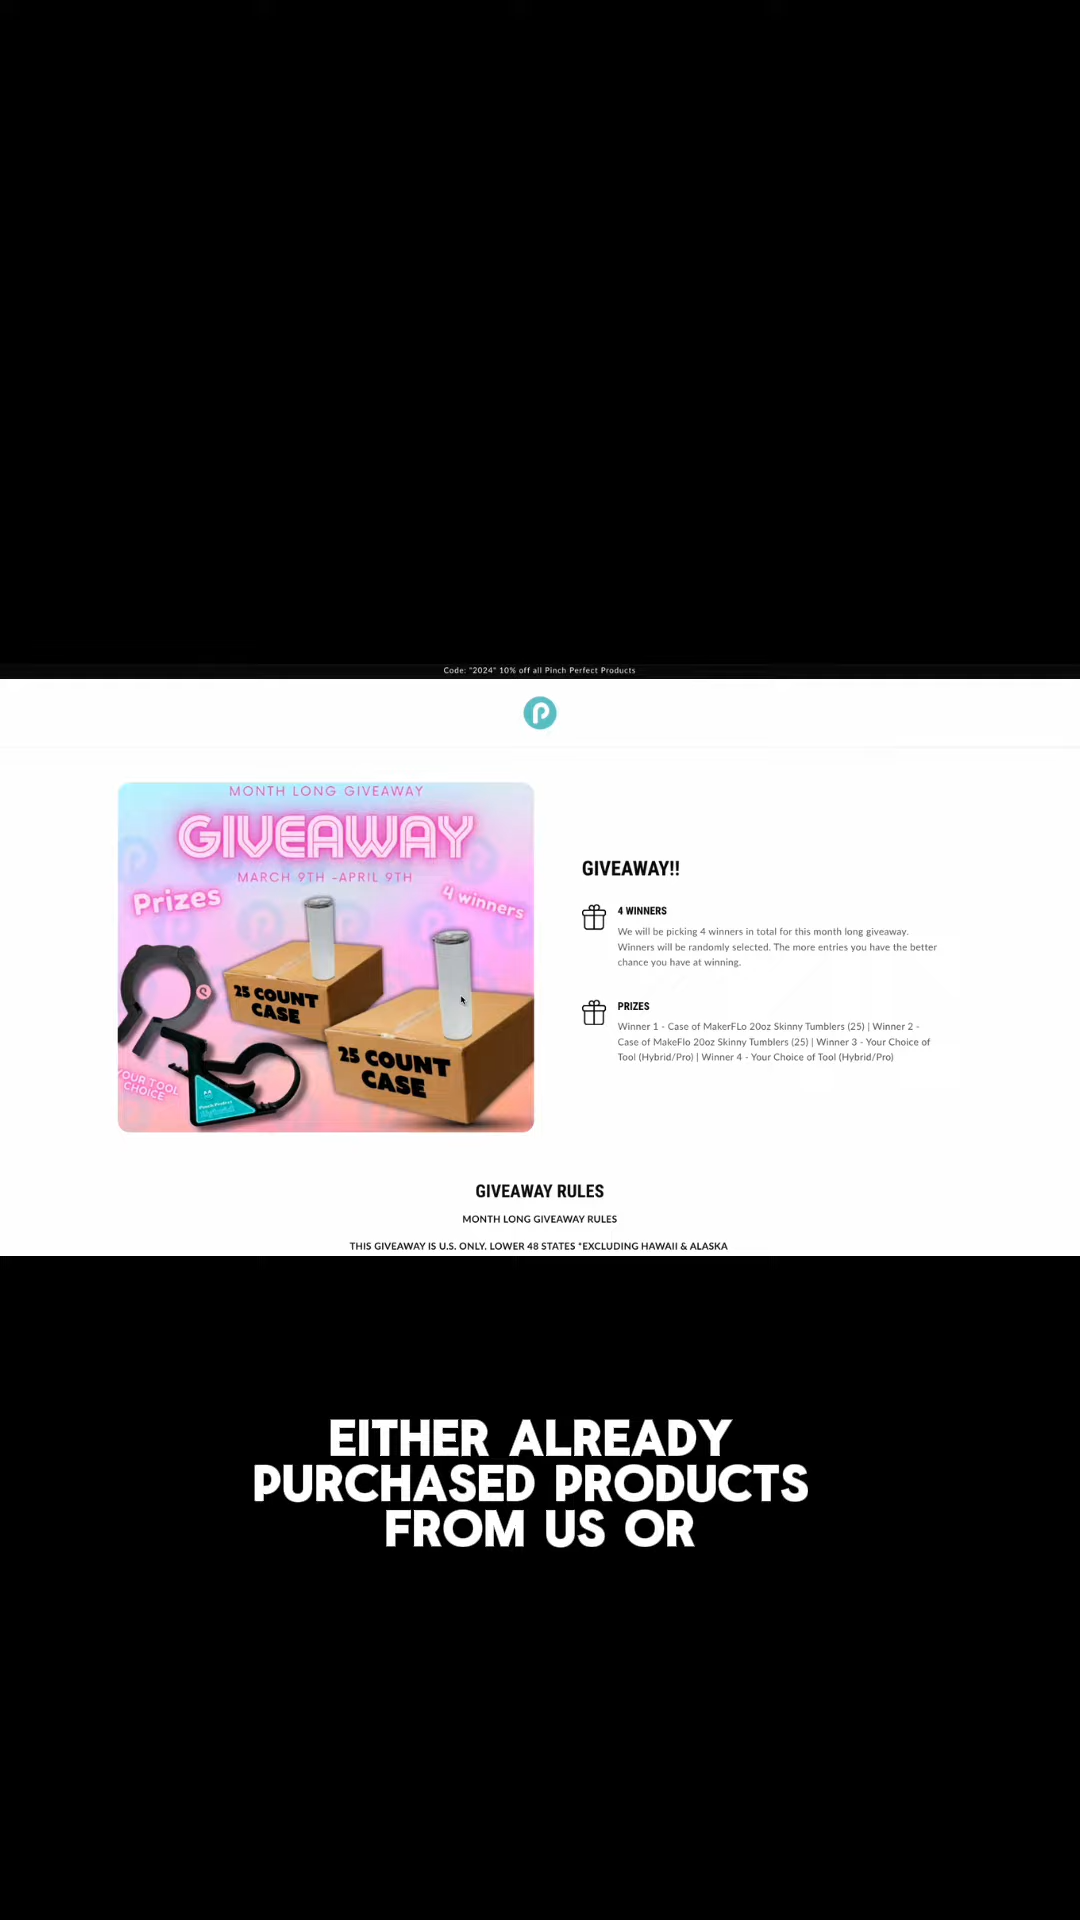 Code: "2024" 10% off all Pinch Perfect Products
MONTH LONG GIVEAWAY
GIVEAWAY
MARCH 9TH -APRIL 9TH
Prizes
4 winners
25 COUNT
CASE
25 COUNT
CASE
YOUR TOOL
CHOICE
GIVEAWAY!!
4 WINNERS
We will be picking 4 winners in total for this month long giveaway.
Winners will be randomly selected. The more entries you have the better
chance you have at winning.
PRIZES
Winner 1 - Case of MakerFLo 20oz Skinny Tumblers (25) | Winner 2 -
Case of MakeFlo 20oz Skinny Tumblers (25) | Winner 3 - Your Choice of
Tool (Hybrid/Pro) | Winner 4 - Your Choice of Tool (Hybrid/Pro)
GIVEAWAY RULES
MONTH LONG GIVEAWAY RULES
THIS GIVEAWAY IS U.S. ONLY. LOWER 48 STATES *EXCLUDING HAWAII & ALASKA
EITHER ALREADY
PURCHASED PRODUCTS
FROM US OR